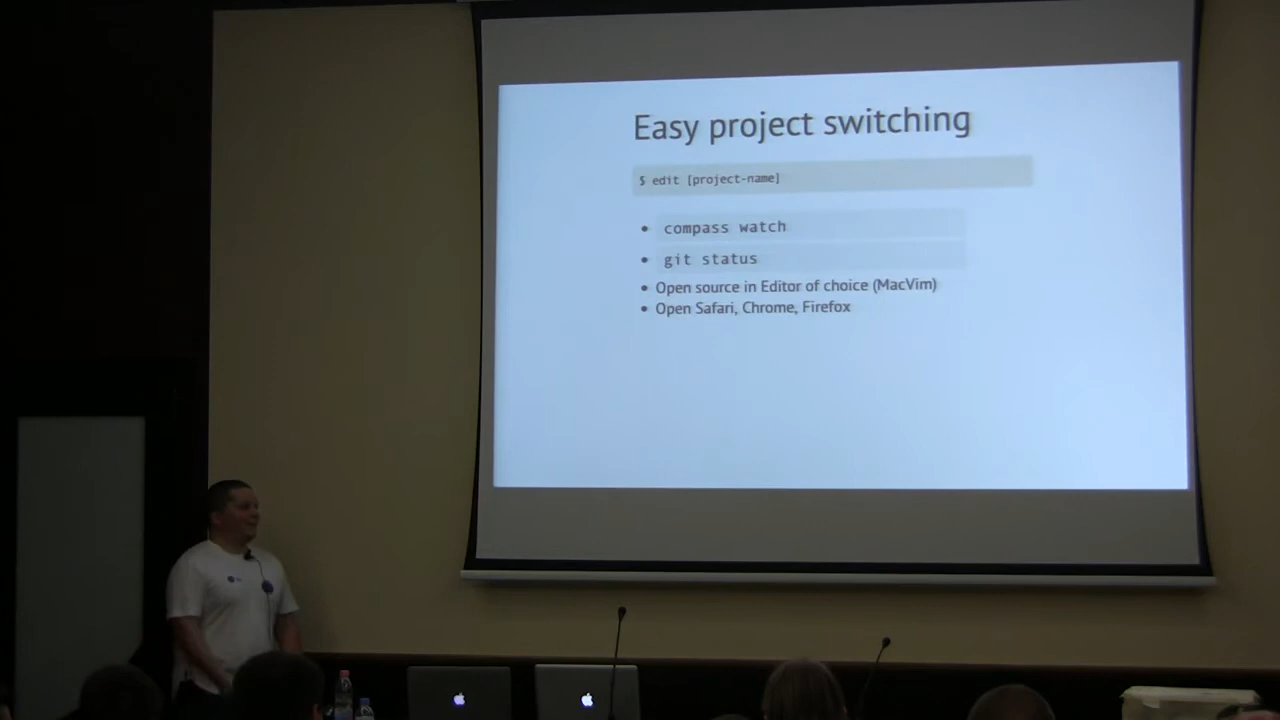 Easy project switching
$ edit [project-name]
• compass watch
• git status
• Open source in Editor of choice (MacVim)
• Open Safari, Chrome, Firefox